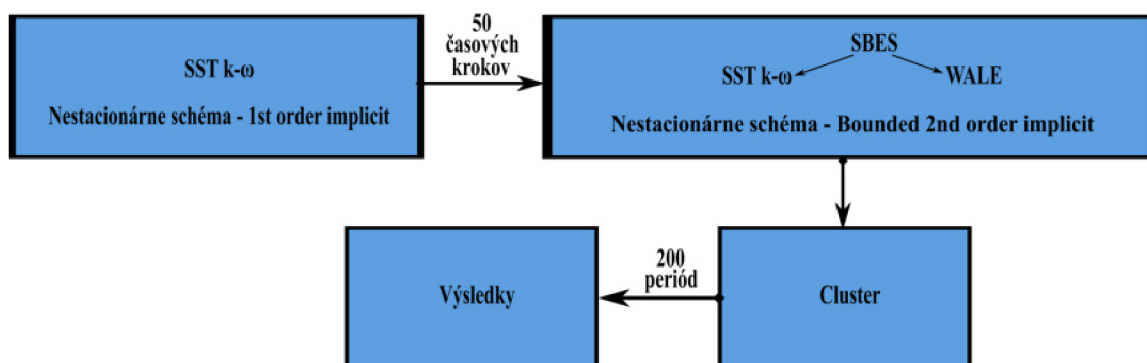 SST k-ω
Nestacionárne schéma - 1st order implicit
50
časových
krokov
SBES
SST k-ω
WALE
Nestacionárne schéma - Bounded 2nd order implicit
Výsledky
200
periód
Cluster